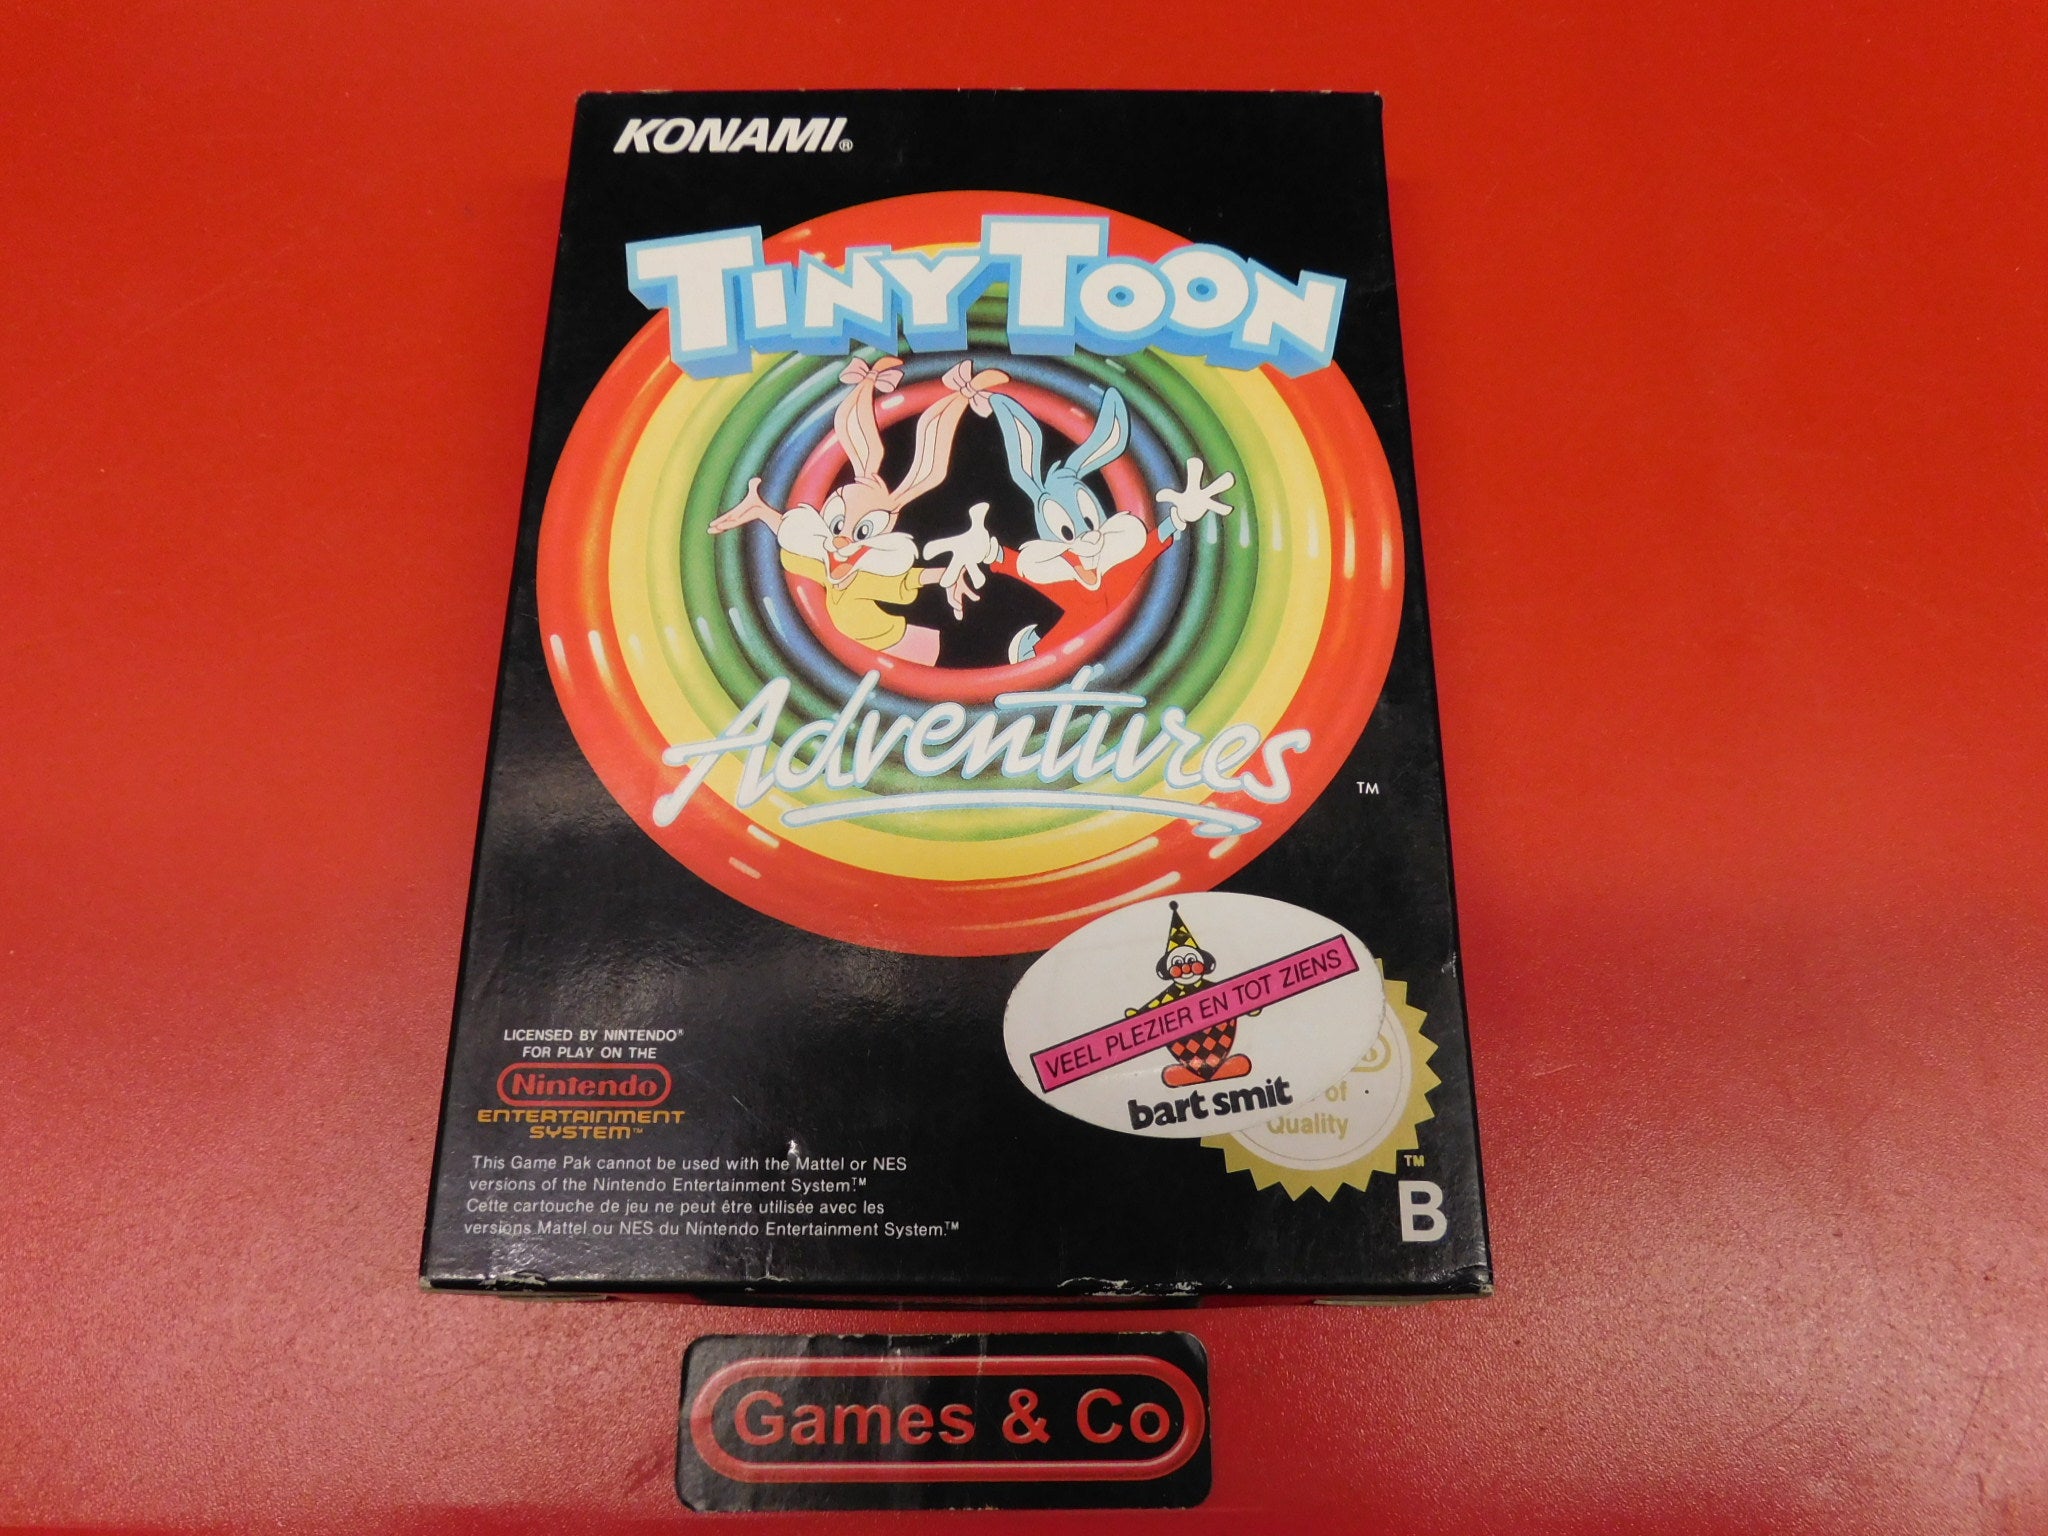 KONAMI®
TINY TOON
Adventures
TM
VEEL PLEZIER EN TOT ZIENS
bart smit
of
Quality
TM
B
LICENSED BY NINTENDO®
FOR PLAY ON THE
Nintendo
ENTERTAINMENT
SYSTEM™
This Game Pak cannot be used with the Mattel or NES
versions of the Nintendo Entertainment System.™
Cette cartouche de jeu ne peut être utilisée avec les
versions Mattel ou NES du Nintendo Entertainment System.™
Games & Co